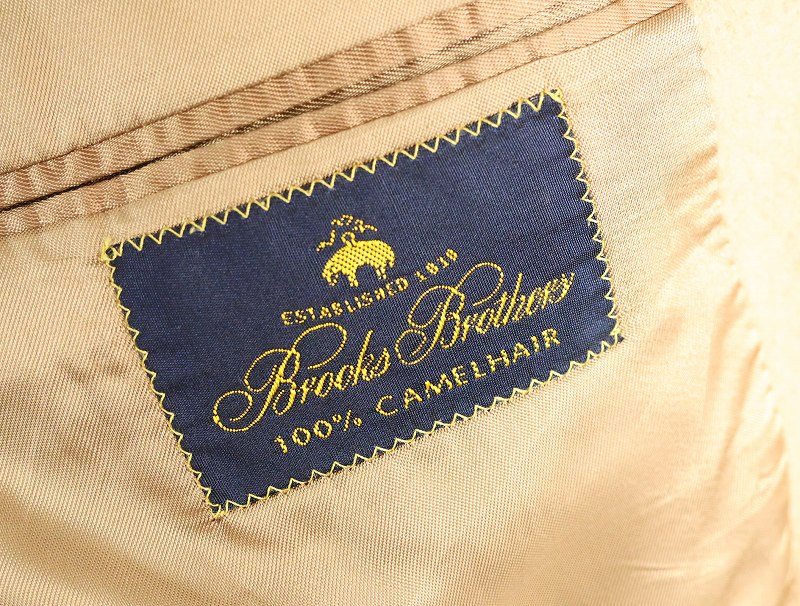 ESTABLISHED 1818
Brooks Brothers
100% CAMELHAIR